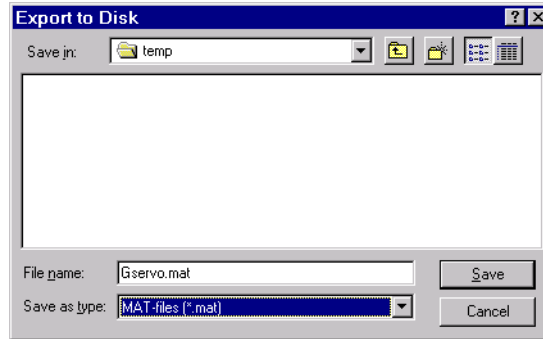 Export to Disk
Save in: temp
File name: Gservo.mat
Save
Save as type: MAT-files (*.mat)
Cancel